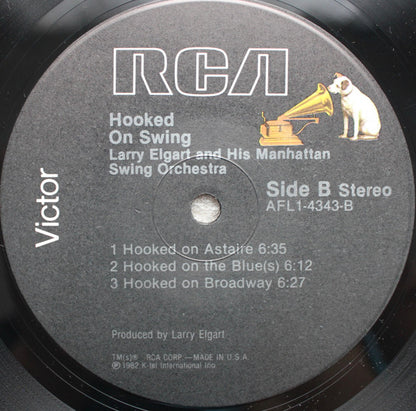 RCA
Hooked
On Swing
Larry Elgart and His Manhattan
Swing Orchestra
Side B Stereo
AFL1-4343-B
Victor
1 Hooked on Astaire 6:35
2 Hooked on the Blue(s) 6:12
3 Hooked on Broadway 6:27
Produced by Larry Elgart
TM(s)® RCA CORP.—MADE IN U.S.A.
℗1982 K-tel International Inc